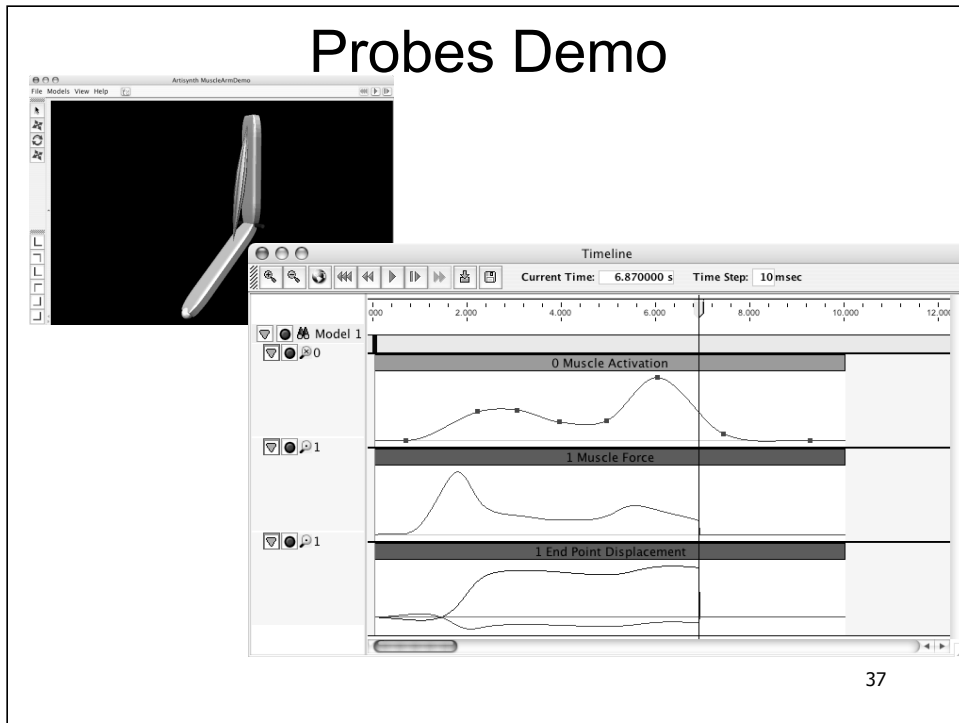 Probes Demo
Artisynth MuscleArmDemo
File Models View Help
Timeline
Current Time: 6.870000 s Time Step: 10 msec
000 2.000 4.000 6.000 8.000 10.000 12.000
Model 1
0
0 Muscle Activation
1
1 Muscle Force
1
1 End Point Displacement
37